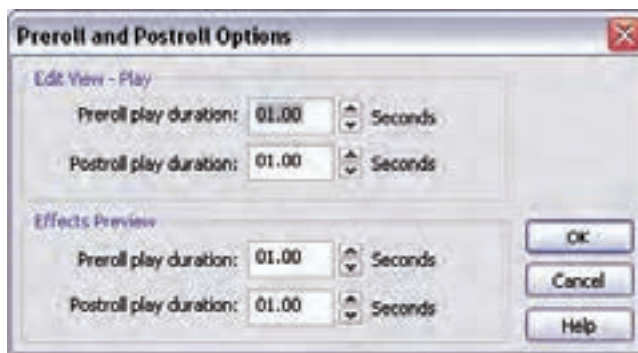 Preroll and Postroll Options
Edit View - Play
Preroll play duration: 01.00 Seconds
Postroll play duration: 01.00 Seconds
Effects Preview
Preroll play duration: 01.00 Seconds
Postroll play duration: 01.00 Seconds
OK
Cancel
Help